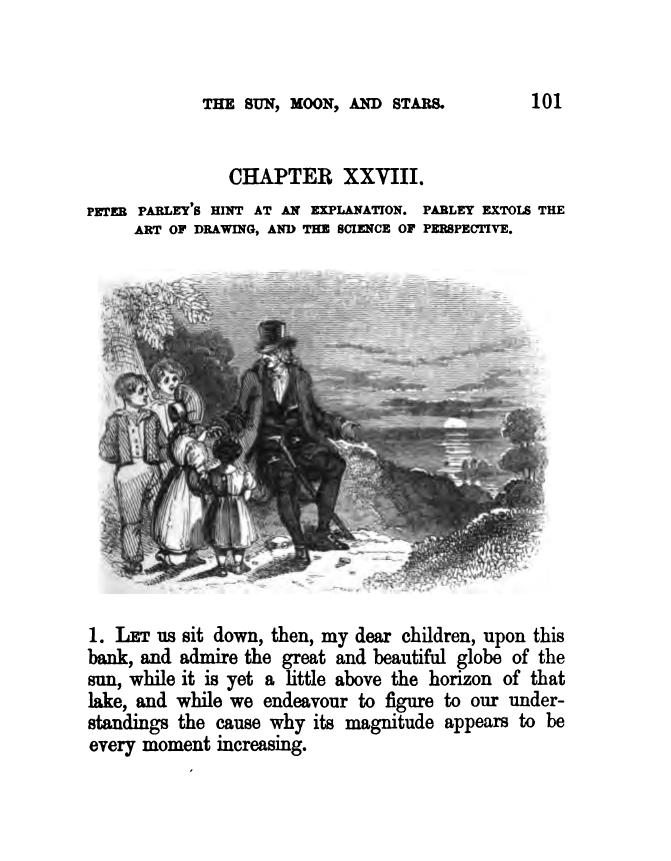 THE SUN, MOON, AND STARS. 101
CHAPTER XXVIII.
PETER PARLEY'S HINT AT AN EXPLANATION. PARLEY EXTOLS THE
ART OF DRAWING, AND THE SCIENCE OF PERSPECTIVE.
1. LET us sit down, then, my dear children, upon this
bank, and admire the great and beautiful globe of the
sun, while it is yet a little above the horizon of that
lake, and while we endeavour to figure to our under-
standings the cause why its magnitude appears to be
every moment increasing.